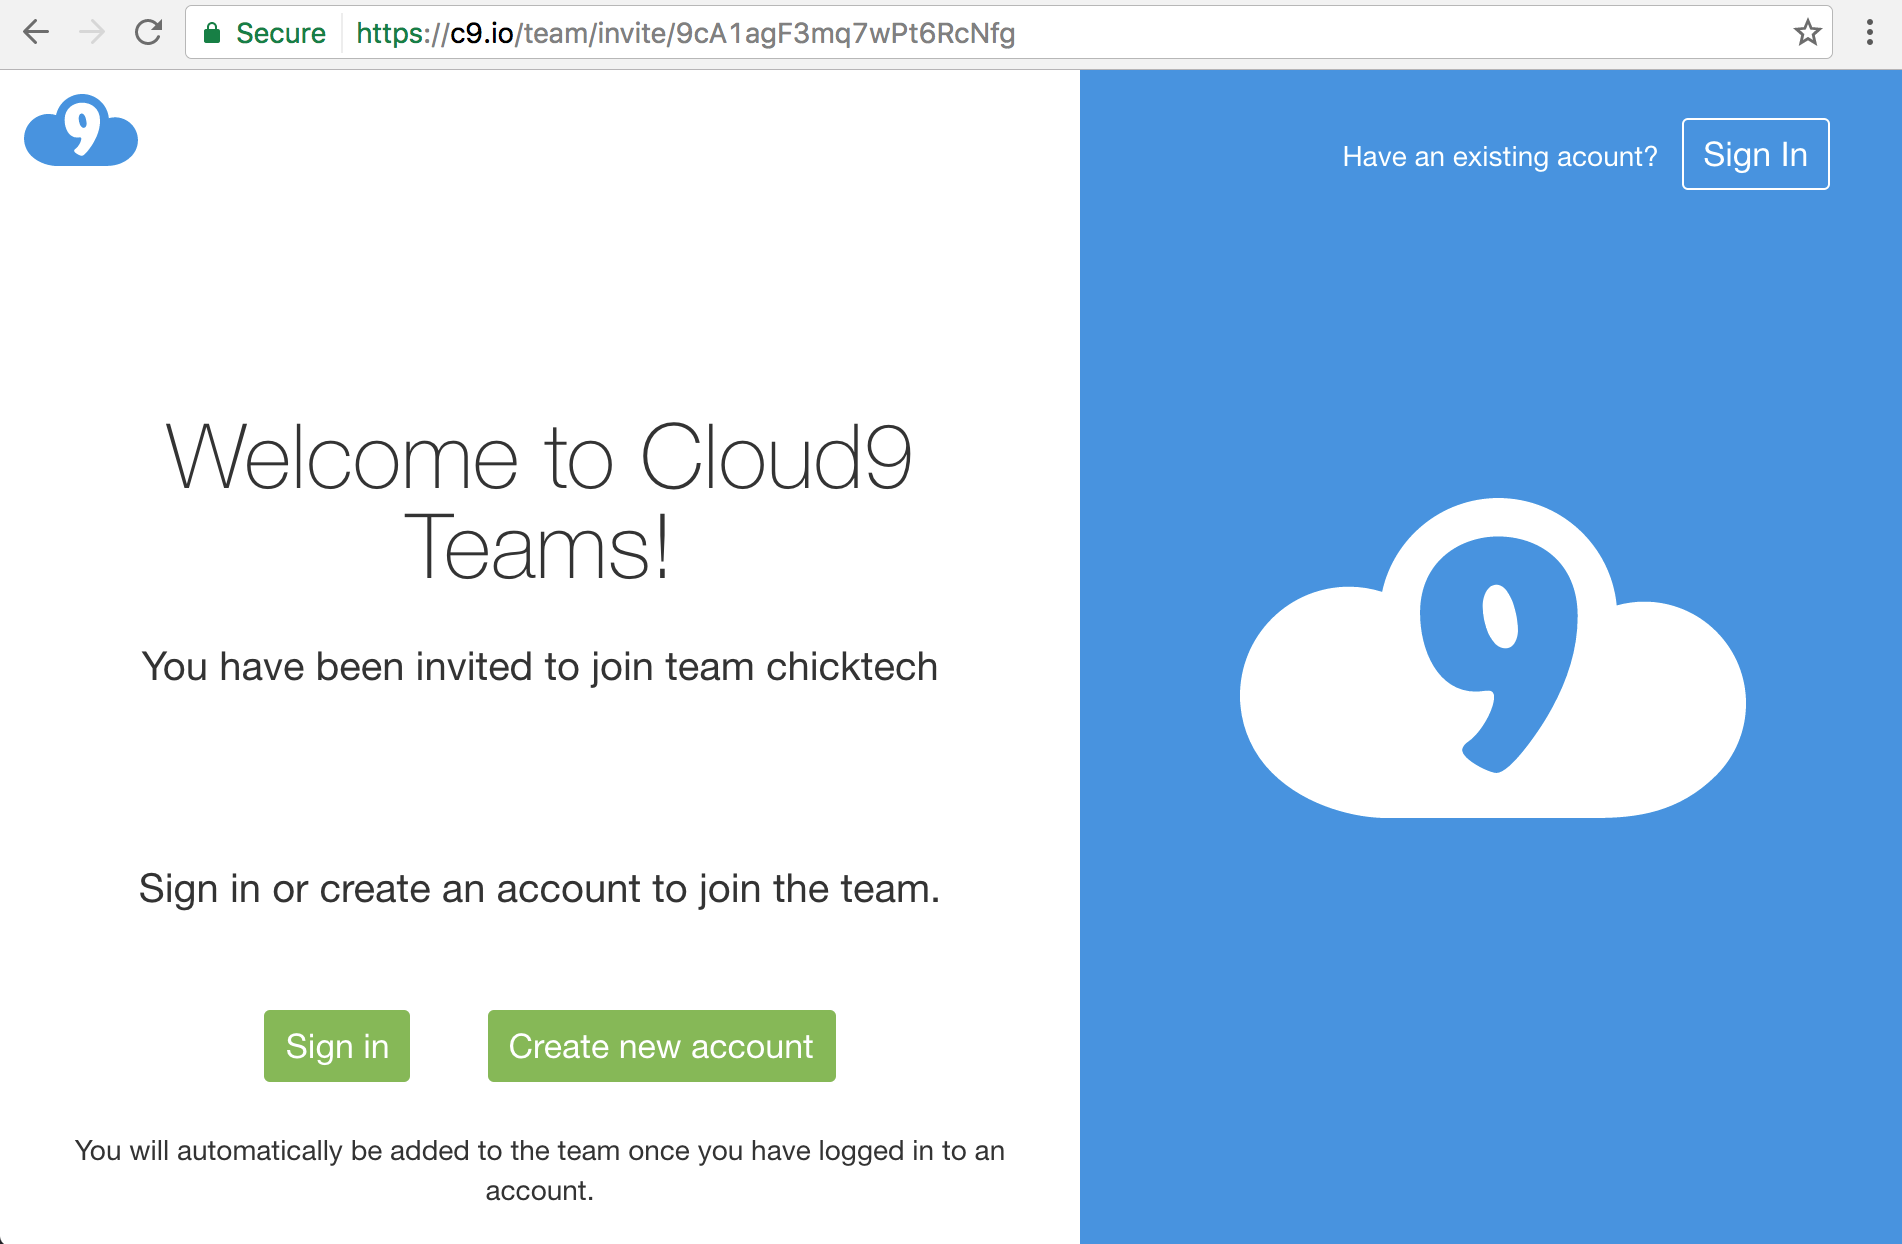 Secure https://c9.io/team/invite/9cA1agF3mq7wPt6RcNfg
9
Have an existing acount? Sign In
Welcome to Cloud9
Teams!
You have been invited to join team chicktech
9
Sign in or create an account to join the team.
Sign in Create new account
You will automatically be added to the team once you have logged in to an
account.